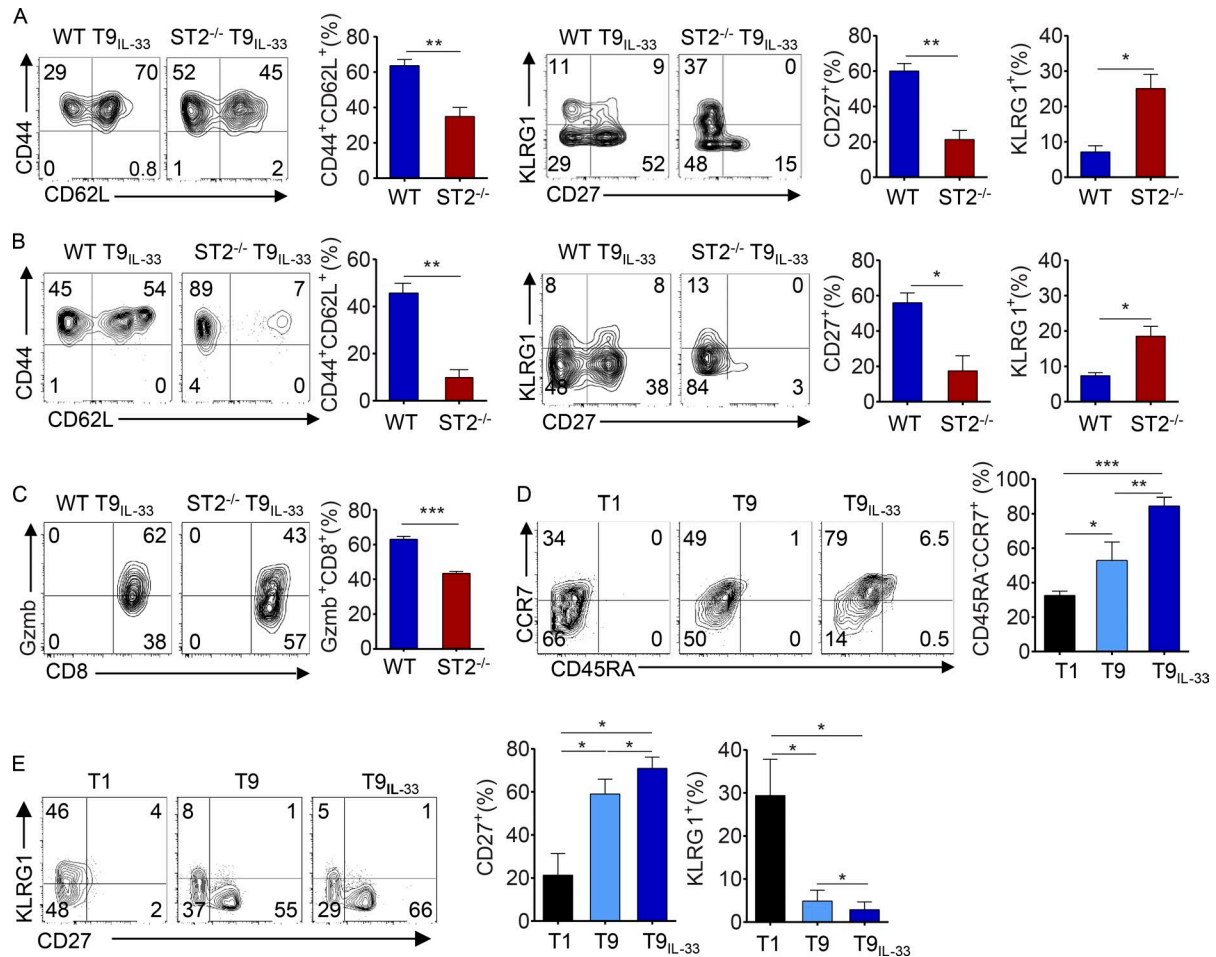 A
WT T9IL-33 ST2-/- T9IL-33
29 70 52 45
0 0.8 1 2
CD44
CD62L
CD44+CD62L+(%)
80
60
40
20
0
**
WT ST2-/-
WT T9IL-33 ST2-/- T9IL-33
11 9 37 0
29 52 48 15
KLRG1
CD27
CD27+(%)
80
60
40
20
0
**
WT ST2-/-
KLRG1+(%)
40
30
20
10
0
*
WT ST2-/-
B
WT T9IL-33 ST2-/- T9IL-33
45 54 89 7
1 0 4 0
CD44
CD62L
CD44+CD62L+(%)
60
40
20
0
**
WT ST2-/-
WT T9IL-33 ST2-/- T9IL-33
8 8 13 0
48 38 84 3
KLRG1
CD27
CD27+(%)
80
60
40
20
0
*
WT ST2-/-
KLRG1+(%)
40
30
20
10
0
*
WT ST2-/-
C
WT T9IL-33 ST2-/- T9IL-33
0 62 0 43
0 38 0 57
Gzmb
CD8
Gzmb+CD8+(%)
80
60
40
20
0
***
WT ST2-/-
D
T1 T9 T9IL-33
34 0 49 1 79 6.5
66 0 50 0 14 0.5
CCR7
CD45RA
CD45RA-CCR7+ (%)
100
80
60
40
20
0
***
**
*
T1 T9 T9IL-33
E
T1 T9 T9IL-33
46 4 8 1 5 1
48 2 37 55 29 66
KLRG1
CD27
CD27+(%)
80
60
40
20
0
*
* *
T1 T9 T9IL-33
KLRG1+(%)
40
30
20
10
0
*
*
*
T1 T9 T9IL-33